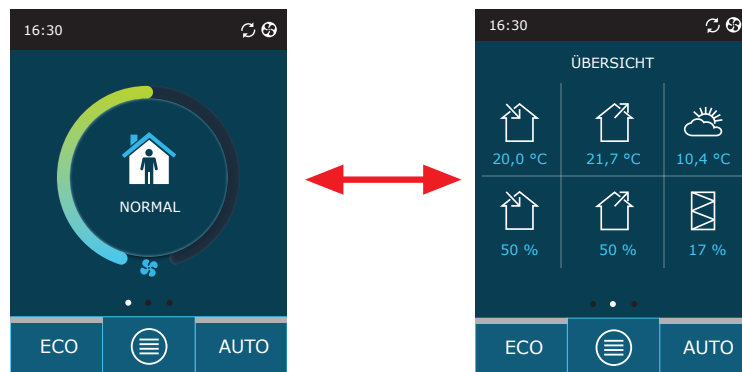 16:30
NORMAL
ECO AUTO
16:30
ÜBERSICHT
20,0 °C 21,7 °C 10,4 °C
50 % 50 % 17 %
ECO AUTO